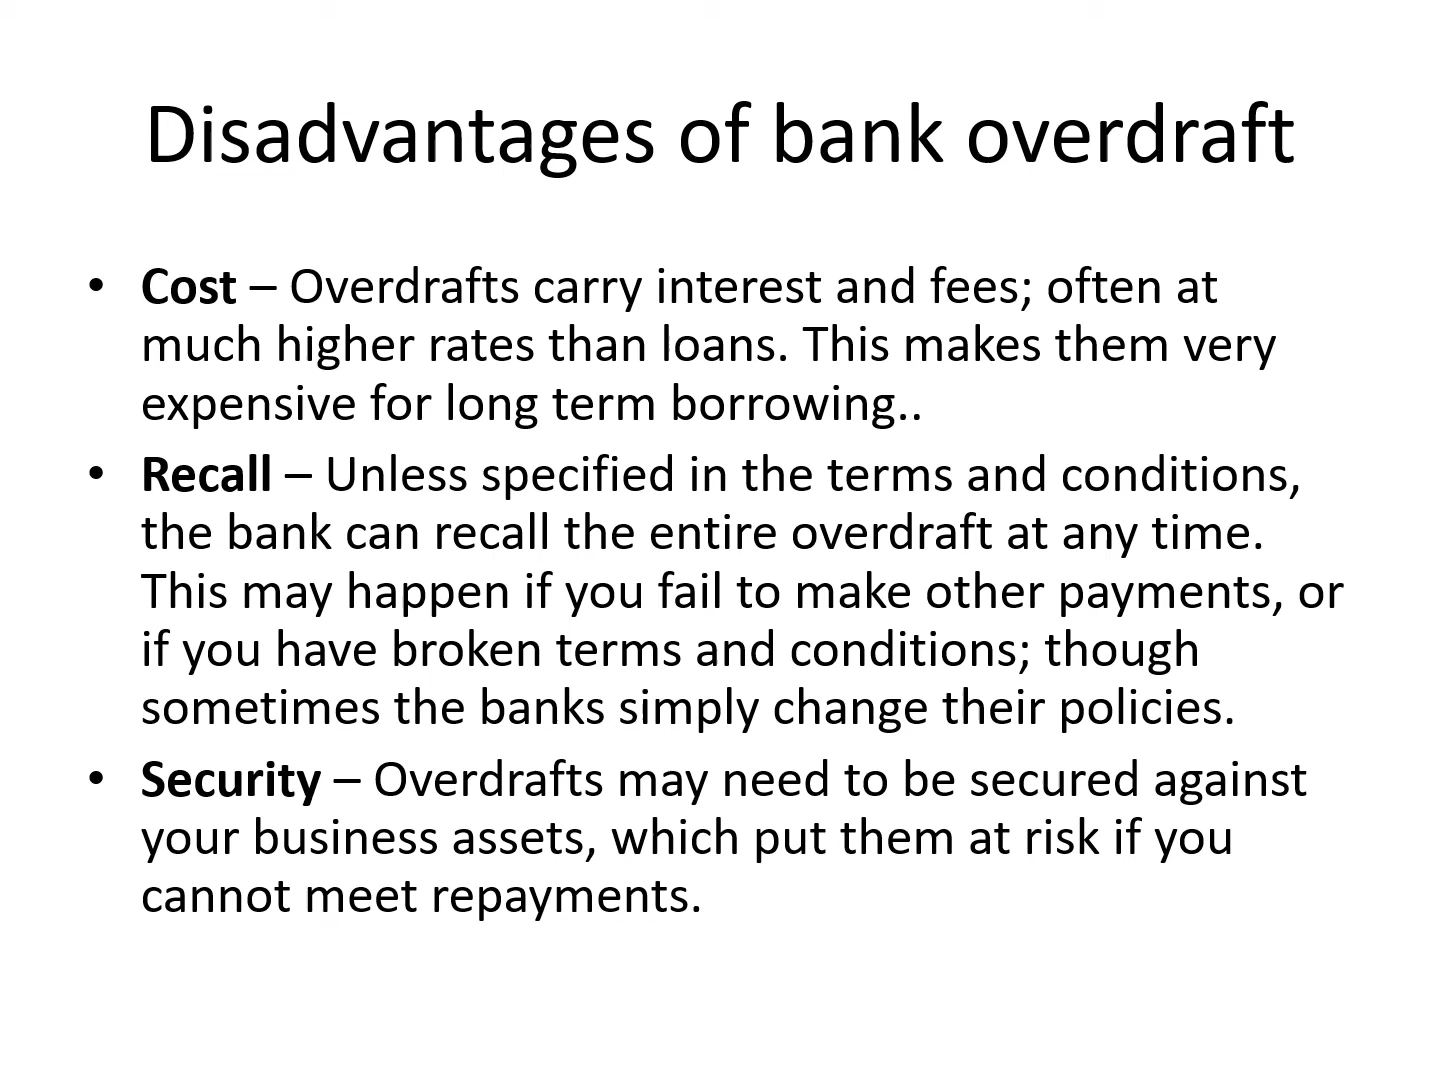 Disadvantages of bank overdraft
• Cost – Overdrafts carry interest and fees; often at
much higher rates than loans. This makes them very
expensive for long term borrowing..
• Recall – Unless specified in the terms and conditions,
the bank can recall the entire overdraft at any time.
This may happen if you fail to make other payments, or
if you have broken terms and conditions; though
sometimes the banks simply change their policies.
• Security – Overdrafts may need to be secured against
your business assets, which put them at risk if you
cannot meet repayments.